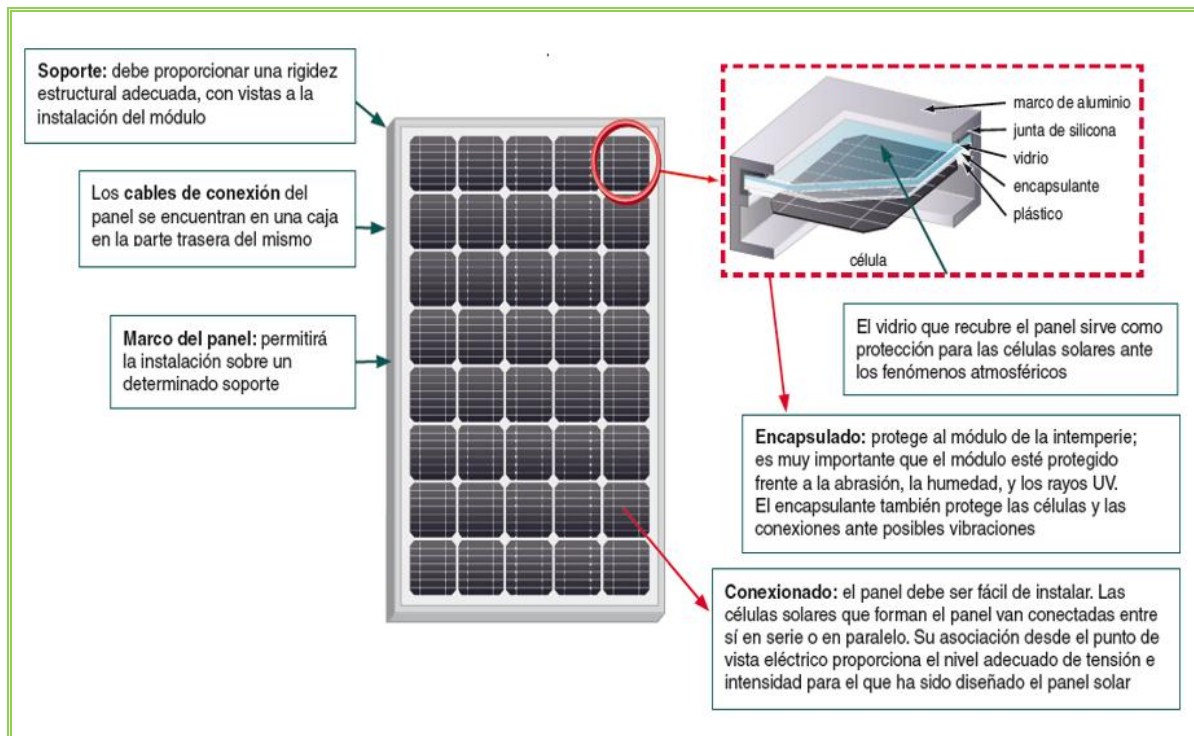 Soporte: debe proporcionar una rigidez
estructural adecuada, con vistas a la
instalación del módulo
Los cables de conexión del
panel se encuentran en una caja
en la parte trasera del mismo
Marco del panel: permitirá
la instalación sobre un
determinado soporte
marco de aluminio
junta de silicona
vidrio
encapsulante
plástico
célula
El vidrio que recubre el panel sirve como
protección para las células solares ante
los fenómenos atmosféricos
Encapsulado: protege al módulo de la intemperie;
es muy importante que el módulo esté protegido
frente a la abrasión, la humedad, y los rayos UV.
El encapsulante también protege las células y las
conexiones ante posibles vibraciones
Conexionado: el panel debe ser fácil de instalar. Las
células solares que forman el panel van conectadas entre
sí en serie o en paralelo. Su asociación desde el punto de
vista eléctrico proporciona el nivel adecuado de tensión e
intensidad para el que ha sido diseñado el panel solar